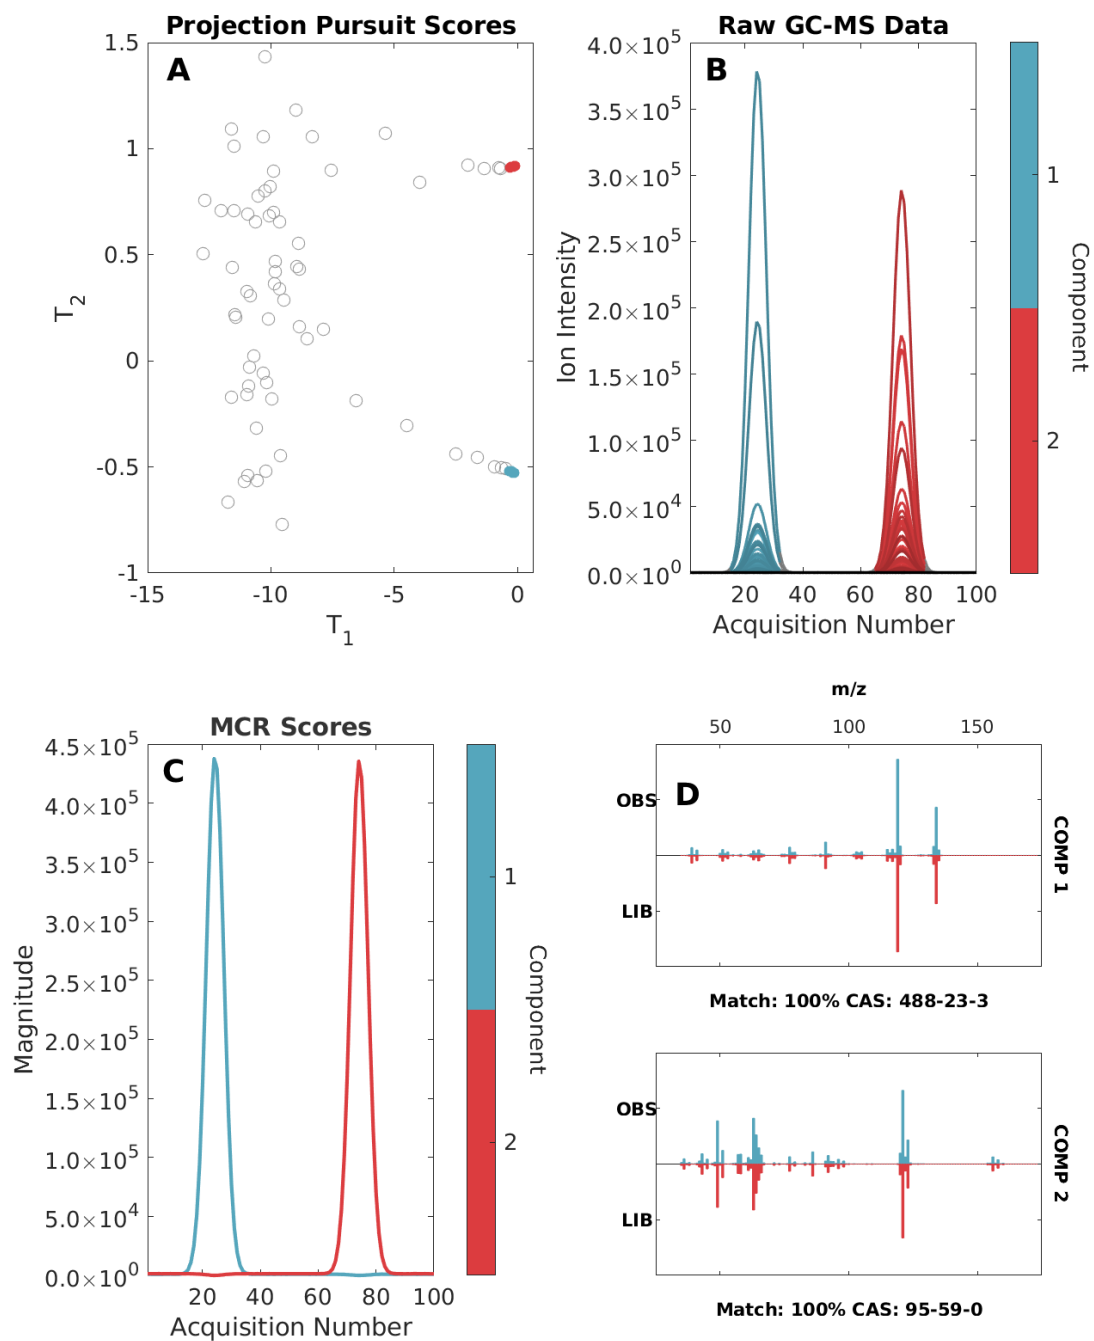 Projection Pursuit Scores
A
1.5
1
0.5
0
-0.5
-1
T2
-15 -10 -5 0
T1
Raw GC-MS Data
B
4.0×10^5
3.5×10^5
3.0×10^5
2.5×10^5
2.0×10^5
1.5×10^5
1.0×10^5
5.0×10^4
0.0×10^0
Ion Intensity
20 40 60 80 100
Acquisition Number
1
2
Component
MCR Scores
C
4.5×10^5
4.0×10^5
3.5×10^5
3.0×10^5
2.5×10^5
2.0×10^5
1.5×10^5
1.0×10^5
5.0×10^4
0.0×10^0
Magnitude
20 40 60 80 100
Acquisition Number
1
2
Component
m/z
50 100 150
D
OBS
LIB
COMP 1
Match: 100% CAS: 488-23-3
OBS
LIB
COMP 2
Match: 100% CAS: 95-59-0